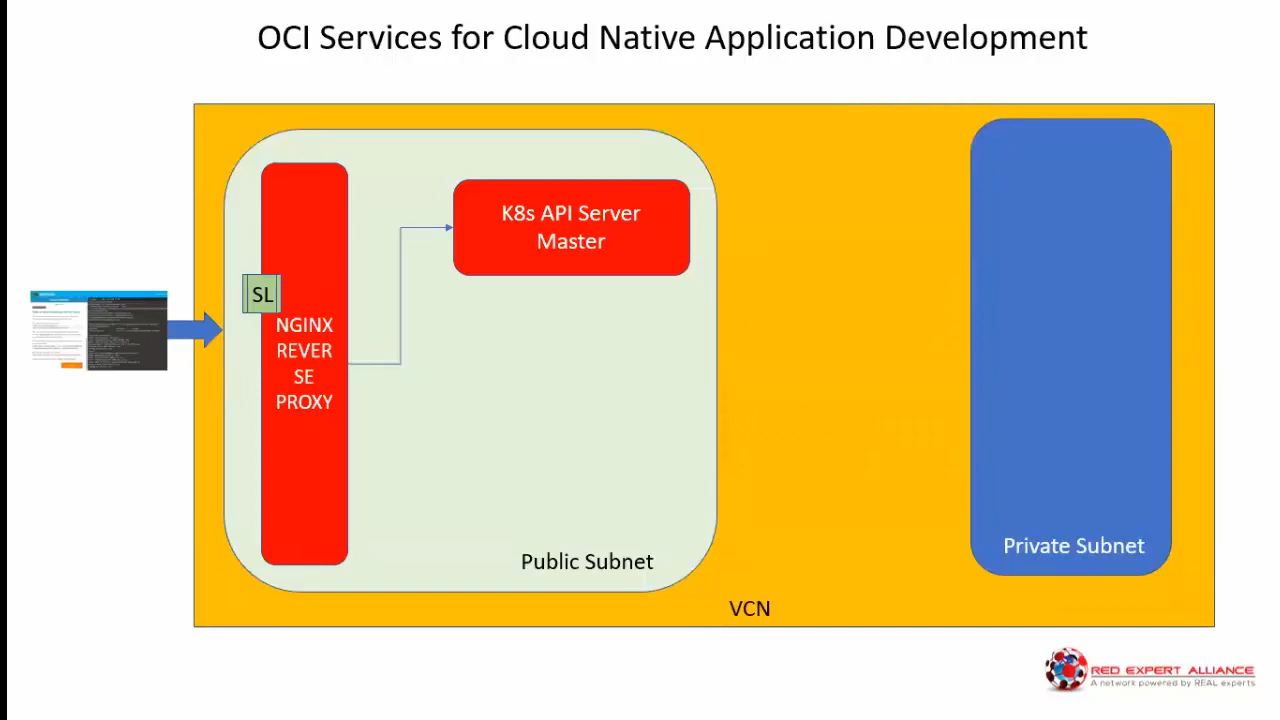 OCI Services for Cloud Native Application Development
K8s API Server
Master
SL
NGINX
REVER
SE
PROXY
Public Subnet
Private Subnet
VCN
RED EXPERT ALLIANCE
A network powered by REAL experts